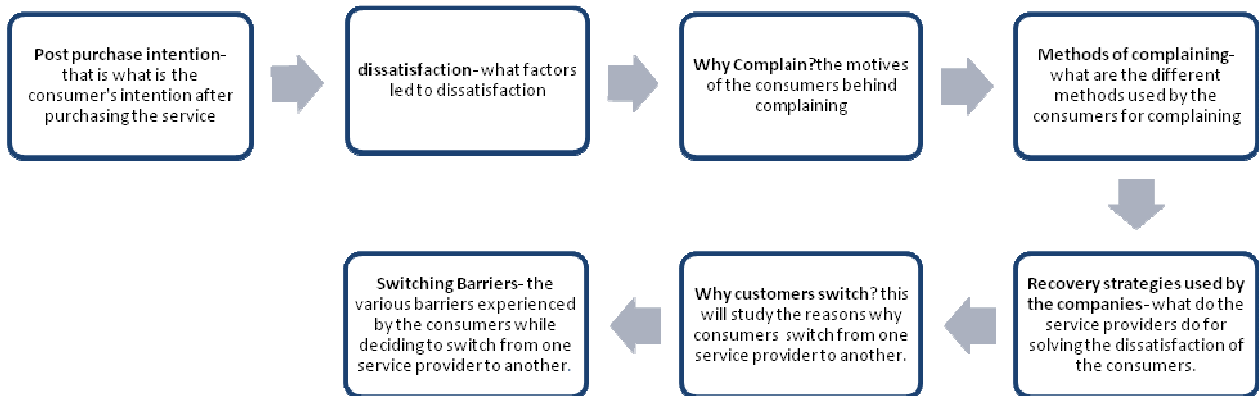 Post purchase intention-
that is what is the
consumer's intention after
purchasing the service
dissatisfaction- what factors
led to dissatisfaction
Why Complain?the motives
of the consumers behind
complaining
Methods of complaining-
what are the different
methods used by the
consumers for complaining
Recovery strategies used by
the companies- what do the
service providers do for
solving the dissatisfaction of
the consumers.
Why customers switch? this
will study the reasons why
consumers switch from one
service provider to another.
Switching Barriers- the
various barriers experienced
by the consumers while
deciding to switch from one
service provider to another.